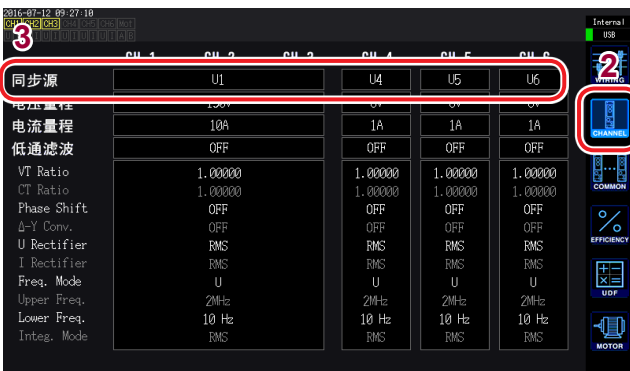 2016-07-12 09:27:10
CH1 CH2 CH3 CH4 CH5 CH6 Mot
Internal
USB
3
2
CH 1 CH 2 CH 3 CH 4 CH 5 CH 6
WIRING
同步源 U1 U4 U5 U6
电压量程 150V 6V 6V 6V
电流量程 10A 1A 1A 1A
CHANNEL
低通滤波 OFF OFF OFF OFF
VT Ratio 1.00000 1.00000 1.00000 1.00000
CT Ratio 1.00000 1.00000 1.00000 1.00000
COMMON
Phase Shift OFF OFF OFF OFF
Δ-Y Conv. OFF OFF OFF OFF
EFFICIENCY
U Rectifier RMS RMS RMS RMS
I Rectifier RMS RMS RMS RMS
Freq. Mode U U U U
UDF
Upper Freq. 2MHz 2MHz 2MHz 2MHz
Lower Freq. 10 Hz 10 Hz 10 Hz 10 Hz
Integ. Mode RMS RMS RMS RMS
MOTOR